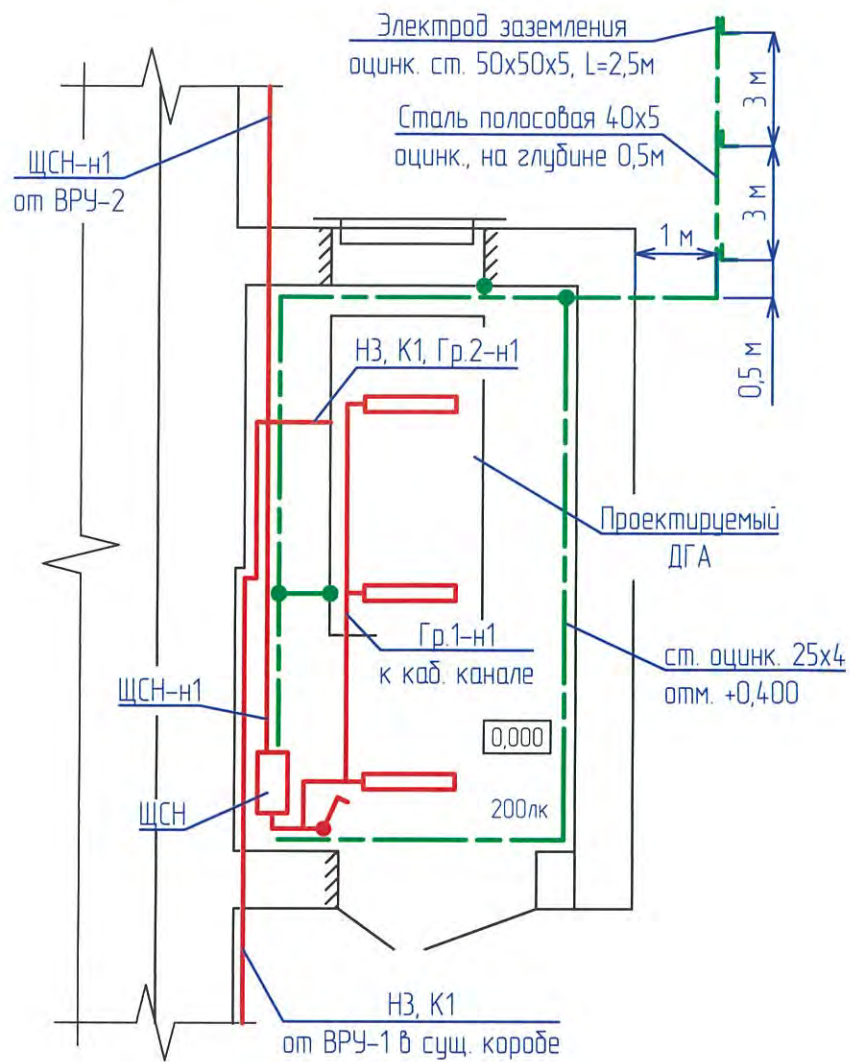 Электрод заземления
оцинк. ст. 50х50х5, L=2,5м
Сталь полосовая 40х5
оцинк., на глубине 0,5м
3 м
3 м
1 м
0,5 м
ЩСН-н1
от ВРУ-2
Н3, К1, Гр.2-н1
Проектируемый
ДГА
Гр.1-н1
к каб. канале
ст. оцинк. 25х4
отм. +0,400
ЩСН-н1
0,000
ЩСН
200лк
Н3, К1
от ВРУ-1 в сущ. коробе